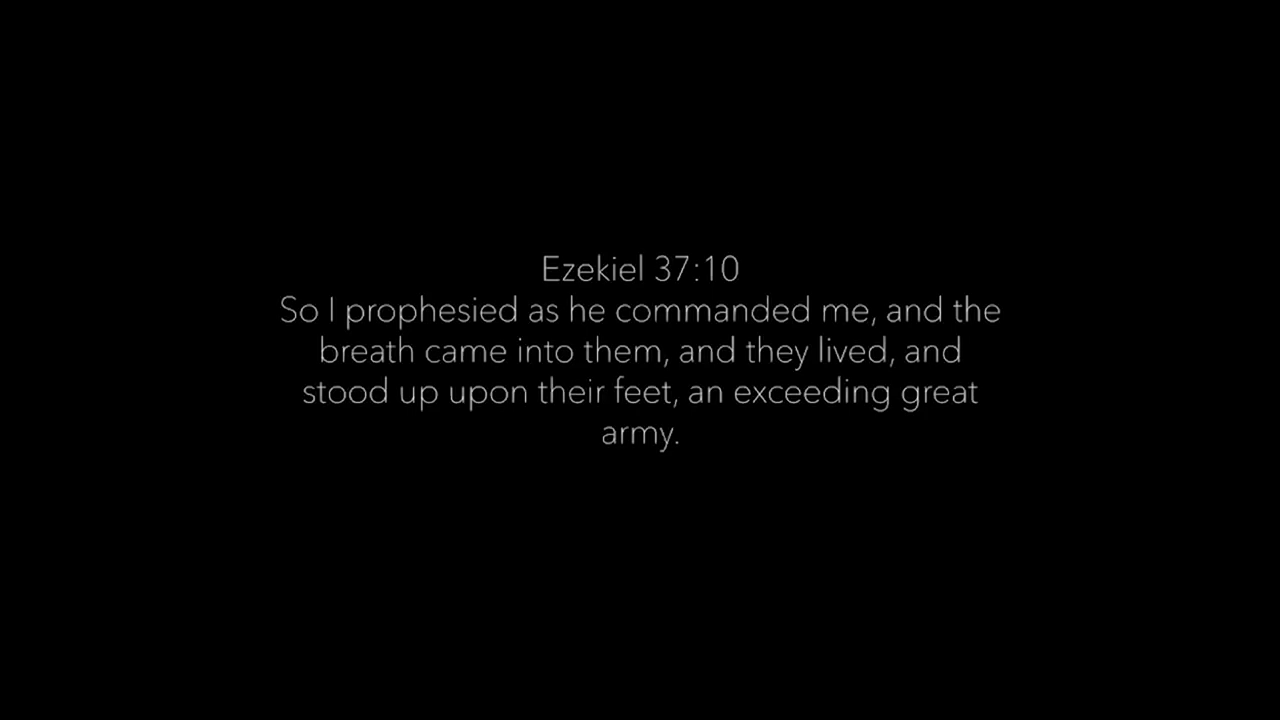 Ezekiel 37:10
So I prophesied as he commanded me, and the
breath came into them, and they lived, and
stood up upon their feet, an exceeding great
army.